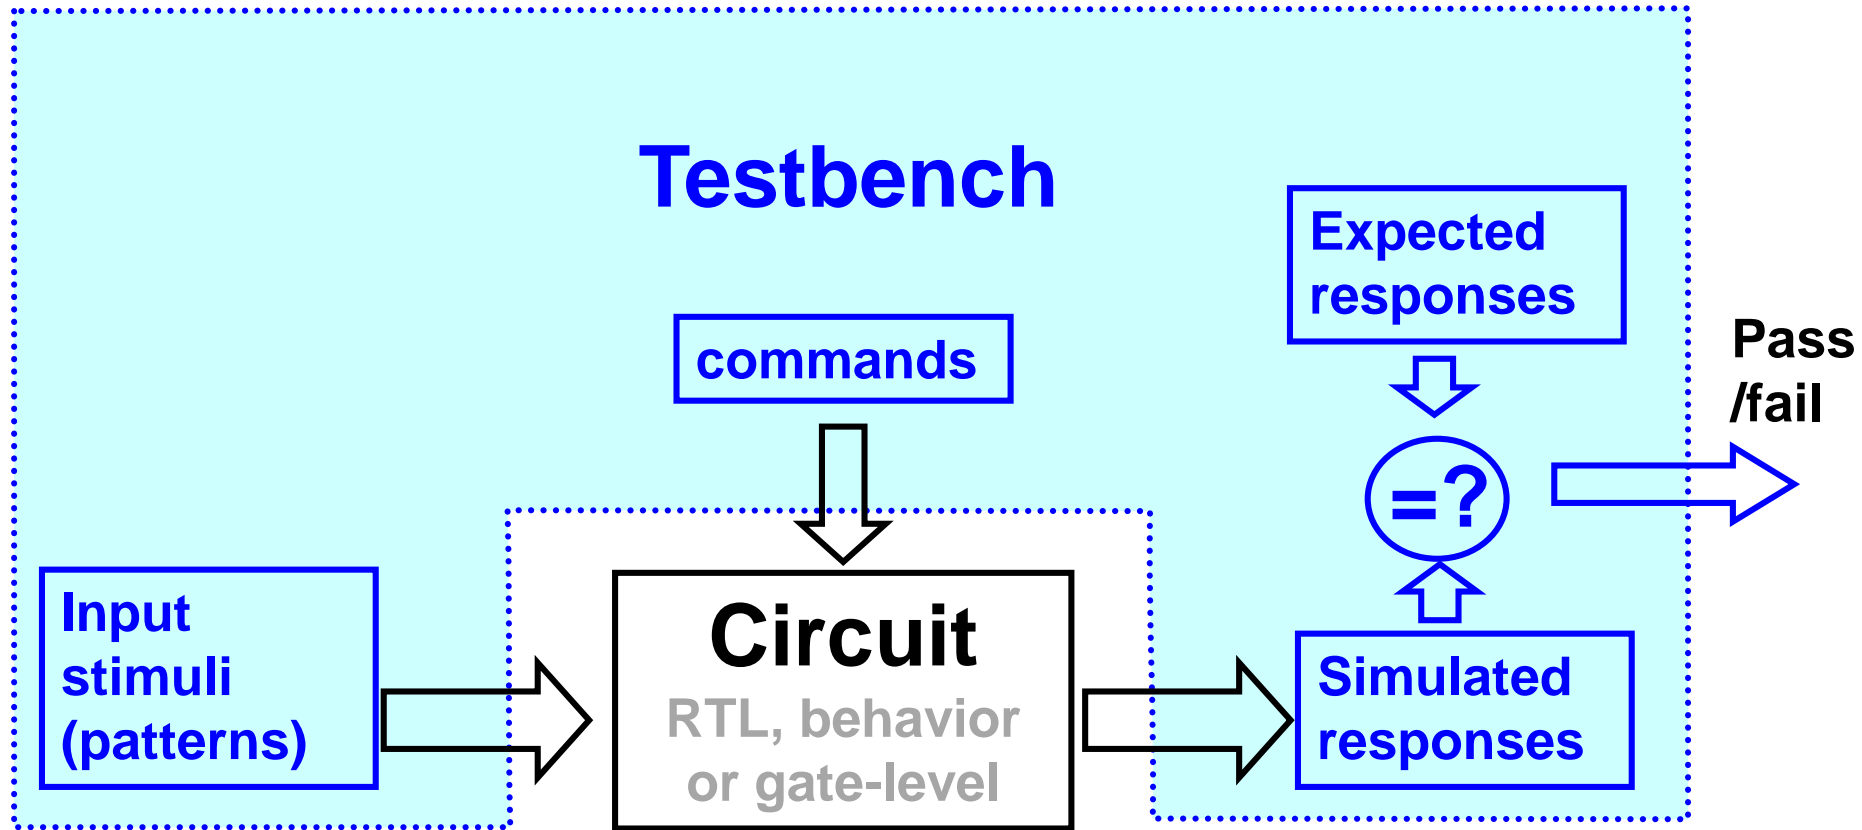 Testbench
Expected
responses
commands
Pass
/fail
=?
Input
stimuli
(patterns)
Circuit
RTL, behavior
or gate-level
Simulated
responses